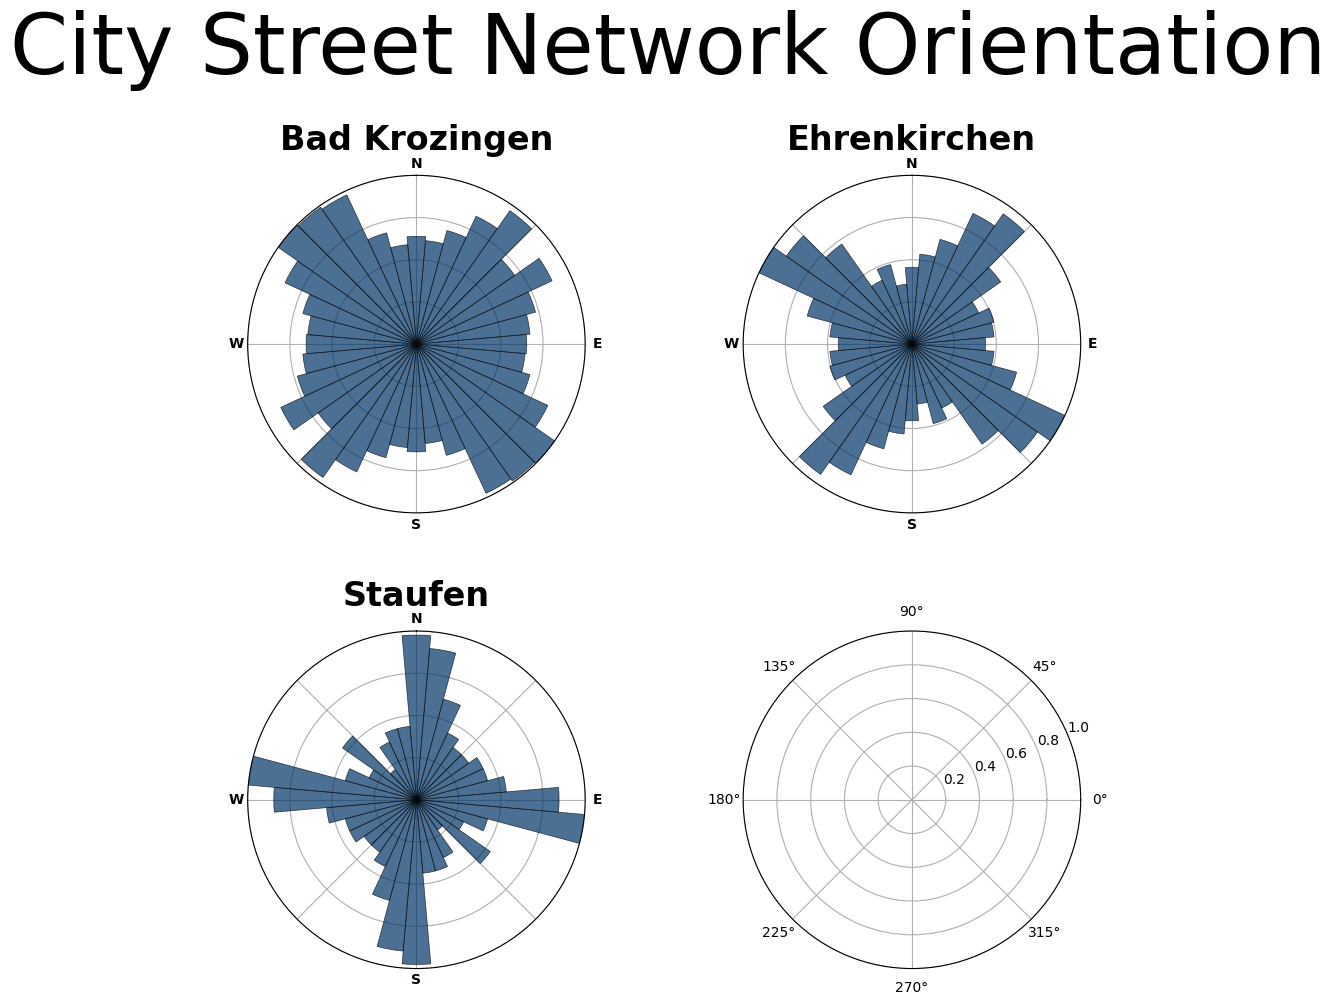 City Street Network Orientation
Bad Krozingen
N
W
E
S
Ehrenkirchen
N
W
E
S
Staufen
N
W
E
S
90°
135°
45°
1.0
0.8
0.6
0.4
0.2
180°
0°
225°
315°
270°